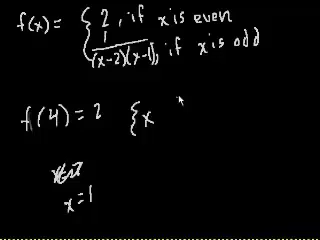 f(x) = { 2, if x is even
1/((x-2)(x-1)), if x is odd
f(4) = 2 { x
x = 1